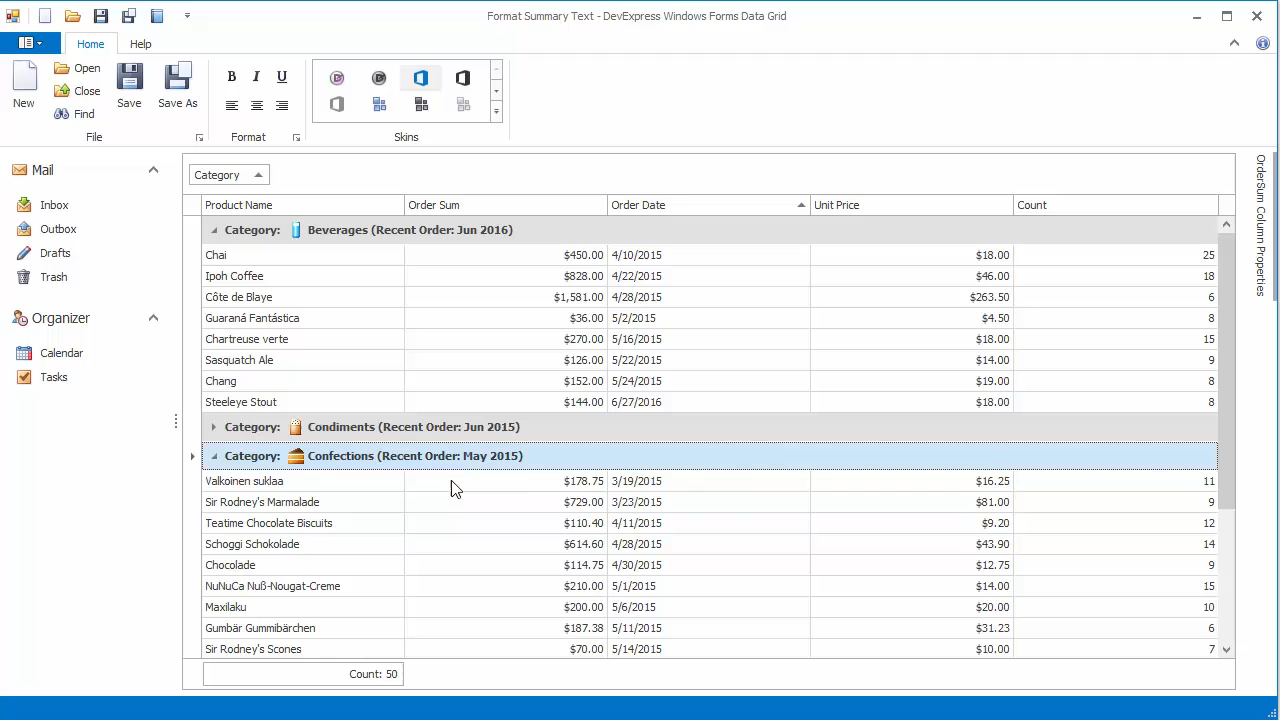 Format Summary Text - DevExpress Windows Forms Data Grid
Home Help
New
Open
Close
Find
Save
Save As
File
B I U
Format
Skins
Mail
Inbox
Outbox
Drafts
Trash
Organizer
Calendar
Tasks
Category
Product Name Order Sum Order Date Unit Price Count
Category: Beverages (Recent Order: Jun 2016)
Chai $450.00 4/10/2015 $18.00 25
Ipoh Coffee $828.00 4/22/2015 $46.00 18
Côte de Blaye $1,581.00 4/28/2015 $263.50 6
Guaraná Fantástica $36.00 5/2/2015 $4.50 8
Chartreuse verte $270.00 5/16/2015 $18.00 15
Sasquatch Ale $126.00 5/22/2015 $14.00 9
Chang $152.00 5/24/2015 $19.00 8
Steeleye Stout $144.00 6/27/2016 $18.00 8
Category: Condiments (Recent Order: Jun 2015)
Category: Confections (Recent Order: May 2015)
Valkoinen suklaa $178.75 3/19/2015 $16.25 11
Sir Rodney's Marmalade $729.00 3/23/2015 $81.00 9
Teatime Chocolate Biscuits $110.40 4/11/2015 $9.20 12
Schoggi Schokolade $614.60 4/28/2015 $43.90 14
Chocolade $114.75 4/30/2015 $12.75 9
NuNuCa Nuß-Nougat-Creme $210.00 5/1/2015 $14.00 15
Maxilaku $200.00 5/6/2015 $20.00 10
Gumbär Gummibärchen $187.38 5/11/2015 $31.23 6
Sir Rodney's Scones $70.00 5/14/2015 $10.00 7
Count: 50
OrderSum Column Properties